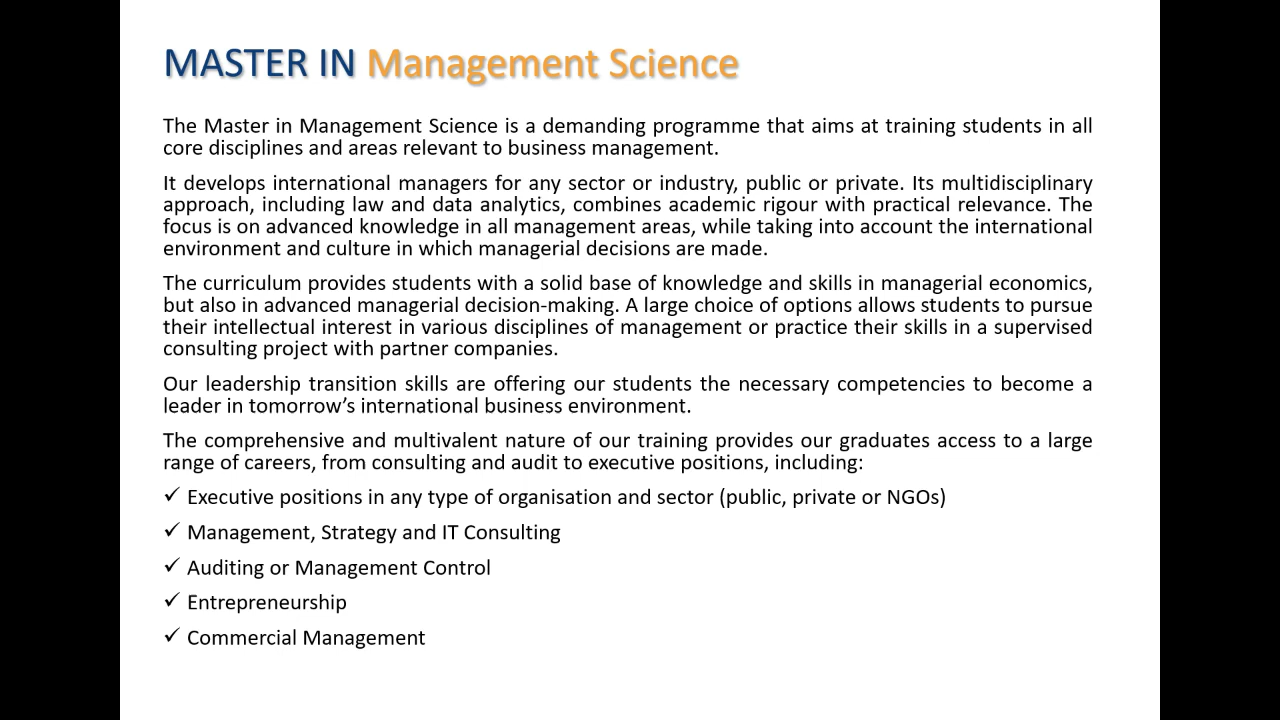 MASTER IN Management Science
The Master in Management Science is a demanding programme that aims at training students in all
core disciplines and areas relevant to business management.
It develops international managers for any sector or industry, public or private. Its multidisciplinary
approach, including law and data analytics, combines academic rigour with practical relevance. The
focus is on advanced knowledge in all management areas, while taking into account the international
environment and culture in which managerial decisions are made.
The curriculum provides students with a solid base of knowledge and skills in managerial economics,
but also in advanced managerial decision-making. A large choice of options allows students to pursue
their intellectual interest in various disciplines of management or practice their skills in a supervised
consulting project with partner companies.
Our leadership transition skills are offering our students the necessary competencies to become a
leader in tomorrow’s international business environment.
The comprehensive and multivalent nature of our training provides our graduates access to a large
range of careers, from consulting and audit to executive positions, including:
✓ Executive positions in any type of organisation and sector (public, private or NGOs)
✓ Management, Strategy and IT Consulting
✓ Auditing or Management Control
✓ Entrepreneurship
✓ Commercial Management